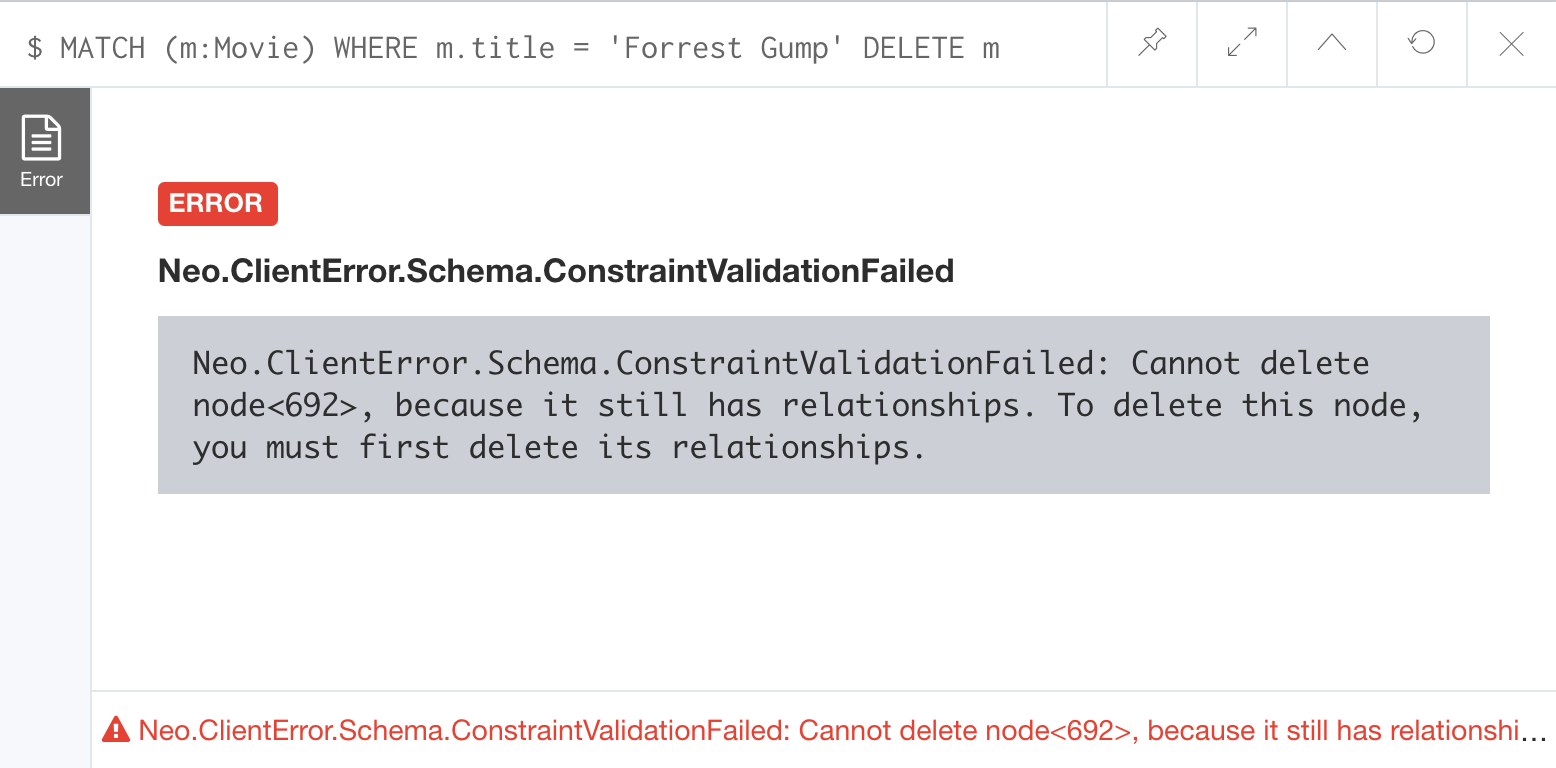 $ MATCH (m:Movie) WHERE m.title = 'Forrest Gump' DELETE m
Error
ERROR
Neo.ClientError.Schema.ConstraintValidationFailed
Neo.ClientError.Schema.ConstraintValidationFailed: Cannot delete
node<692>, because it still has relationships. To delete this node,
you must first delete its relationships.
Neo.ClientError.Schema.ConstraintValidationFailed: Cannot delete node<692>, because it still has relationshi...